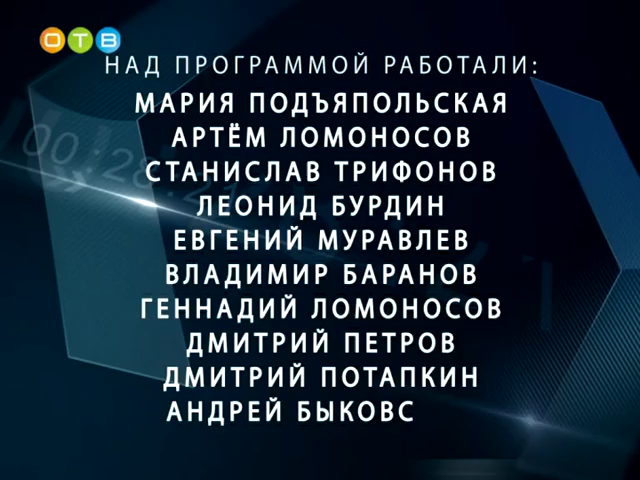 ОТВ
НАД ПРОГРАММОЙ РАБОТАЛИ:
МАРИЯ ПОДЪЯПОЛЬСКАЯ
АРТЁМ ЛОМОНОСОВ
СТАНИСЛАВ ТРИФОНОВ
ЛЕОНИД БУРДИН
ЕВГЕНИЙ МУРАВЛЕВ
ВЛАДИМИР БАРАНОВ
ГЕННАДИЙ ЛОМОНОСОВ
ДМИТРИЙ ПЕТРОВ
ДМИТРИЙ ПОТАПКИН
АНДРЕЙ БЫКОВС